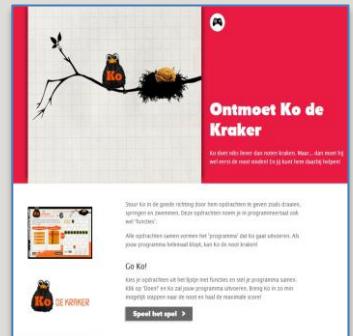 Ko
Ontmoet Ko de
Kraker
Ko doet niks liever dan noten kraken. Maar... dan moet hij
wel eerst de noot vinden! En jij kunt hem daarbij helpen!
Stuur Ko in de goede richting door hem opdrachten te geven zoals draaien,
springen en zwemmen. Deze opdrachten noem je in programmeertaal ook
wel 'functies'.
Alle opdrachten samen vormen het 'programma' dat Ko gaat uitvoeren. Als
jouw programma helemaal klopt, kan Ko de noot kraken!
Ko DE KRAKER
Go Ko!
Kies je opdrachten uit het lijstje met functies en stel je programma samen.
Klik op 'Doen!' en Ko zal jouw programma uitvoeren. Breng Ko in zo min
mogelijk stappen naar de noot en haal de maximale score!
Speel het spel >